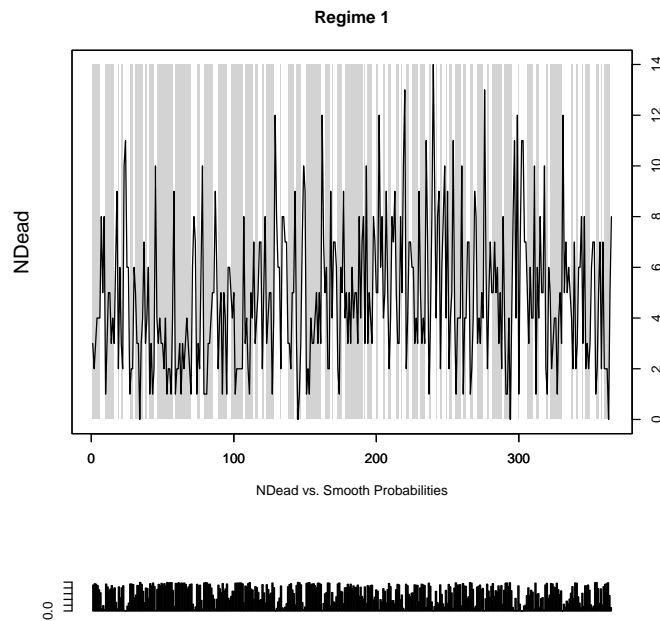 Regime 1
NDead
0 2 4 6 8 10 12 14
0 100 200 300
NDead vs. Smooth Probabilities
0.0